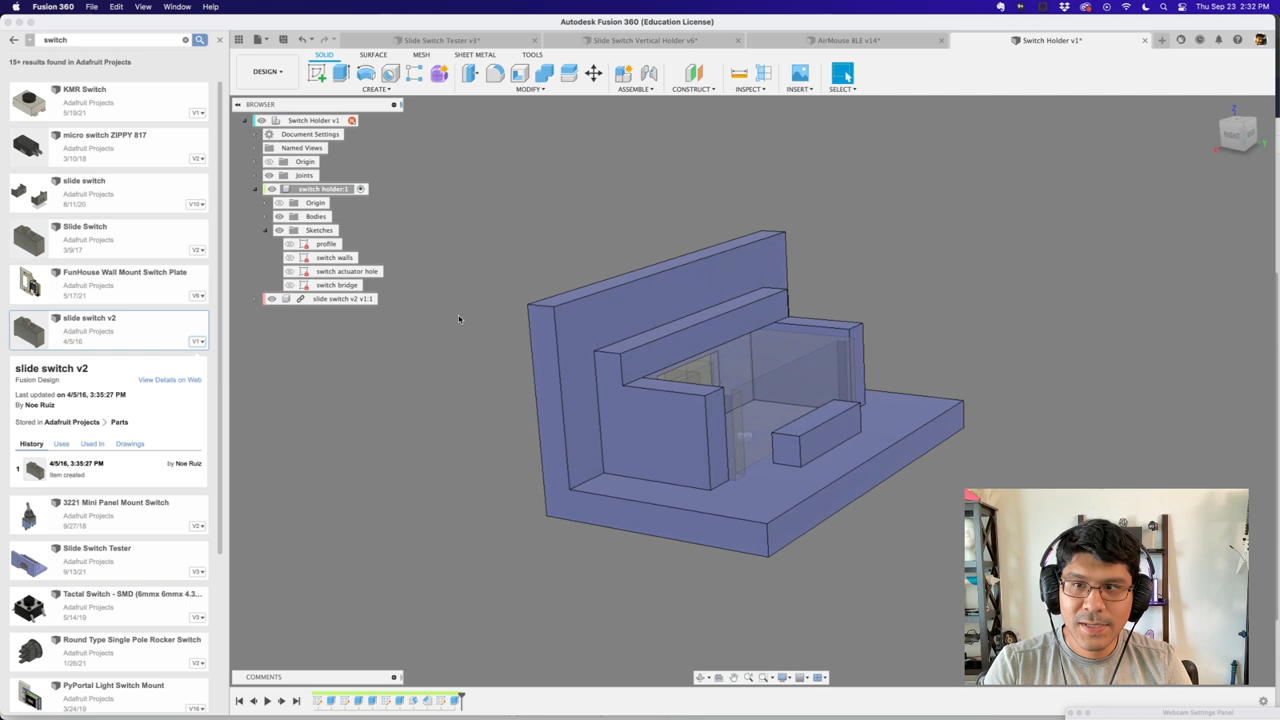 Fusion 360 File Edit View Window Help
Thu Sep 23 2:32 PM
Autodesk Fusion 360 (Education License)
switch
Slide Switch Tester v1*
Slide Switch Vertical Holder v6*
AirMouse BLE v14*
Switch Holder v1*
15+ results found in Adafruit Projects
SOLID SURFACE SHEET METAL TOOLS
DESIGN
CREATE MODIFY ASSEMBLE CONSTRUCT INSPECT INSERT SELECT
KMR Switch
Adafruit Projects
5/19/21
V1
micro switch ZIPPY 817
Adafruit Projects
3/10/18
V2
slide switch
Adafruit Projects
8/11/20
V10
Slide Switch
Adafruit Projects
3/9/17
V2
FunHouse Wall Mount Switch Plate
Adafruit Projects
5/17/21
V8
slide switch v2
Adafruit Projects
4/5/16
V1
slide switch v2
Fusion Design
View Details on Web
Last updated on 4/5/16, 3:35:27 PM
By Noe Ruiz
Stored in Adafruit Projects > Parts
History Uses Used In Drawings
1
4/5/16, 3:35:27 PM
by Noe Ruiz
Item created
3221 Mini Panel Mount Switch
Adafruit Projects
9/27/18
V2
Slide Switch Tester
Adafruit Projects
9/13/21
V3
Tactal Switch - SMD (6mmx 6mmx 4.3...
Adafruit Projects
5/14/19
V3
Round Type Single Pole Rocker Switch
Adafruit Projects
1/26/21
V2
PyPortal Light Switch Mount
Adafruit Projects
3/24/19
V16
BROWSER
Switch Holder v1
Document Settings
Named Views
Origin
Joints
switch holder:1
Origin
Bodies
Sketches
profile
switch walls
switch actuator hole
switch bridge
slide switch v2 v1:1
Z
X
Y
COMMENTS
Webcam Settings Panel